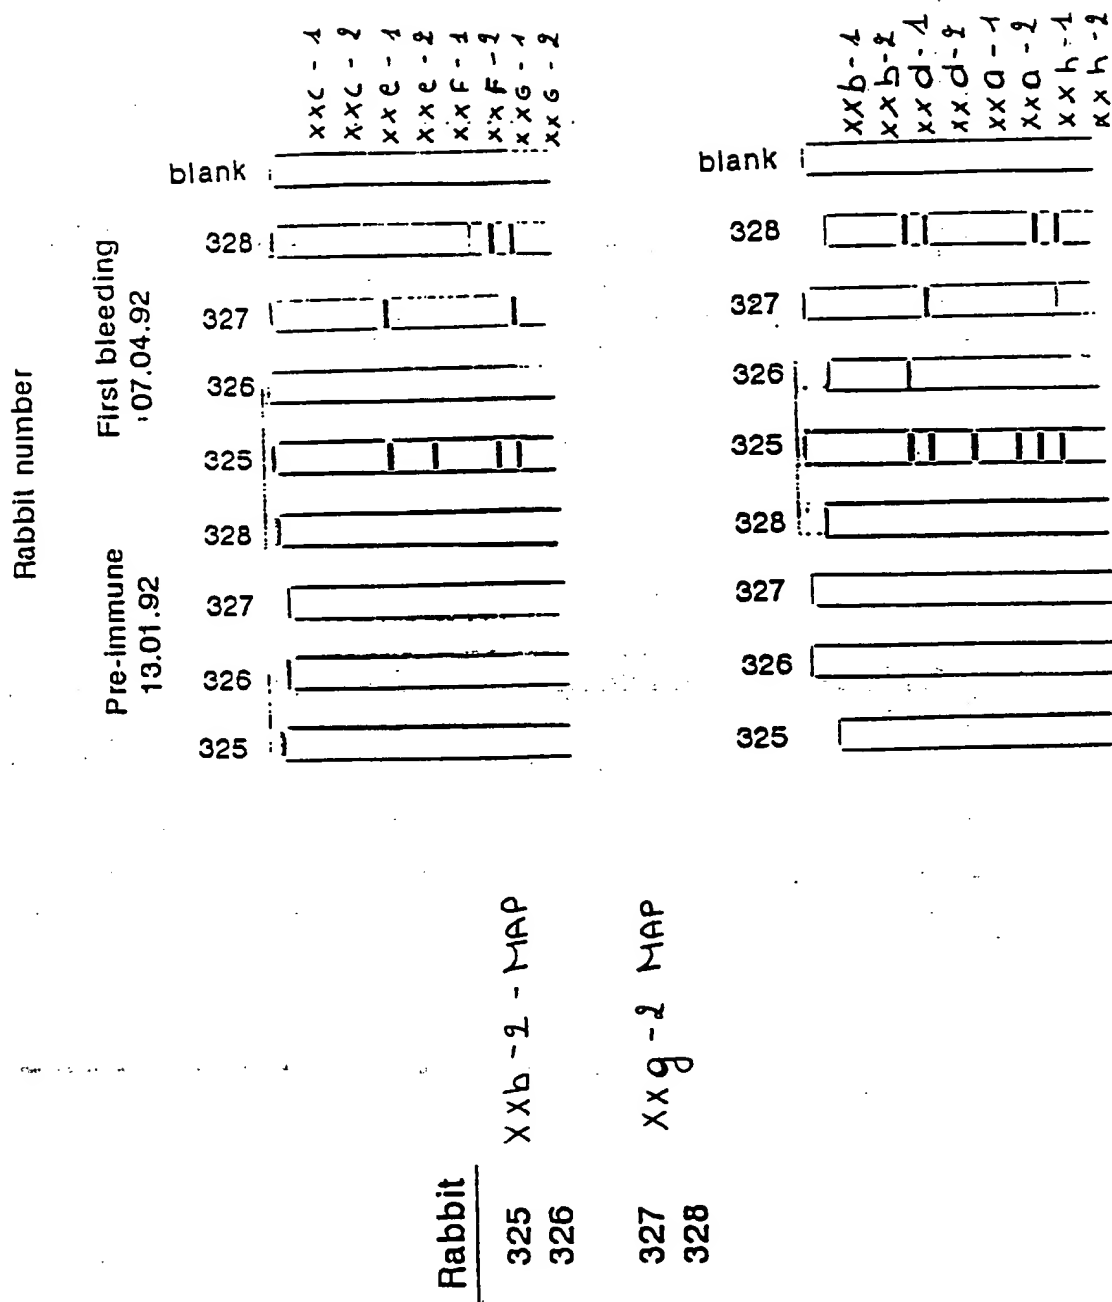 Rabbit number
First bleeding
07.04.92
Pre-immune
13.01.92
xxc - 1
xxc - 2
xxe - 1
xxe - 2
xxF - 1
xxF - 2
xxG - 1
xxG - 2
blank
328
327
326
325
328
327
326
325
xxb-1
xxb-2
xxd-1
xxd-2
xxa-1
xxa-2
xxh-1
xxh-2
blank
328
327
326
325
328
327
326
325
Rabbit
325 xxb-2 - MAP
326
327 xxg-2 MAP
328